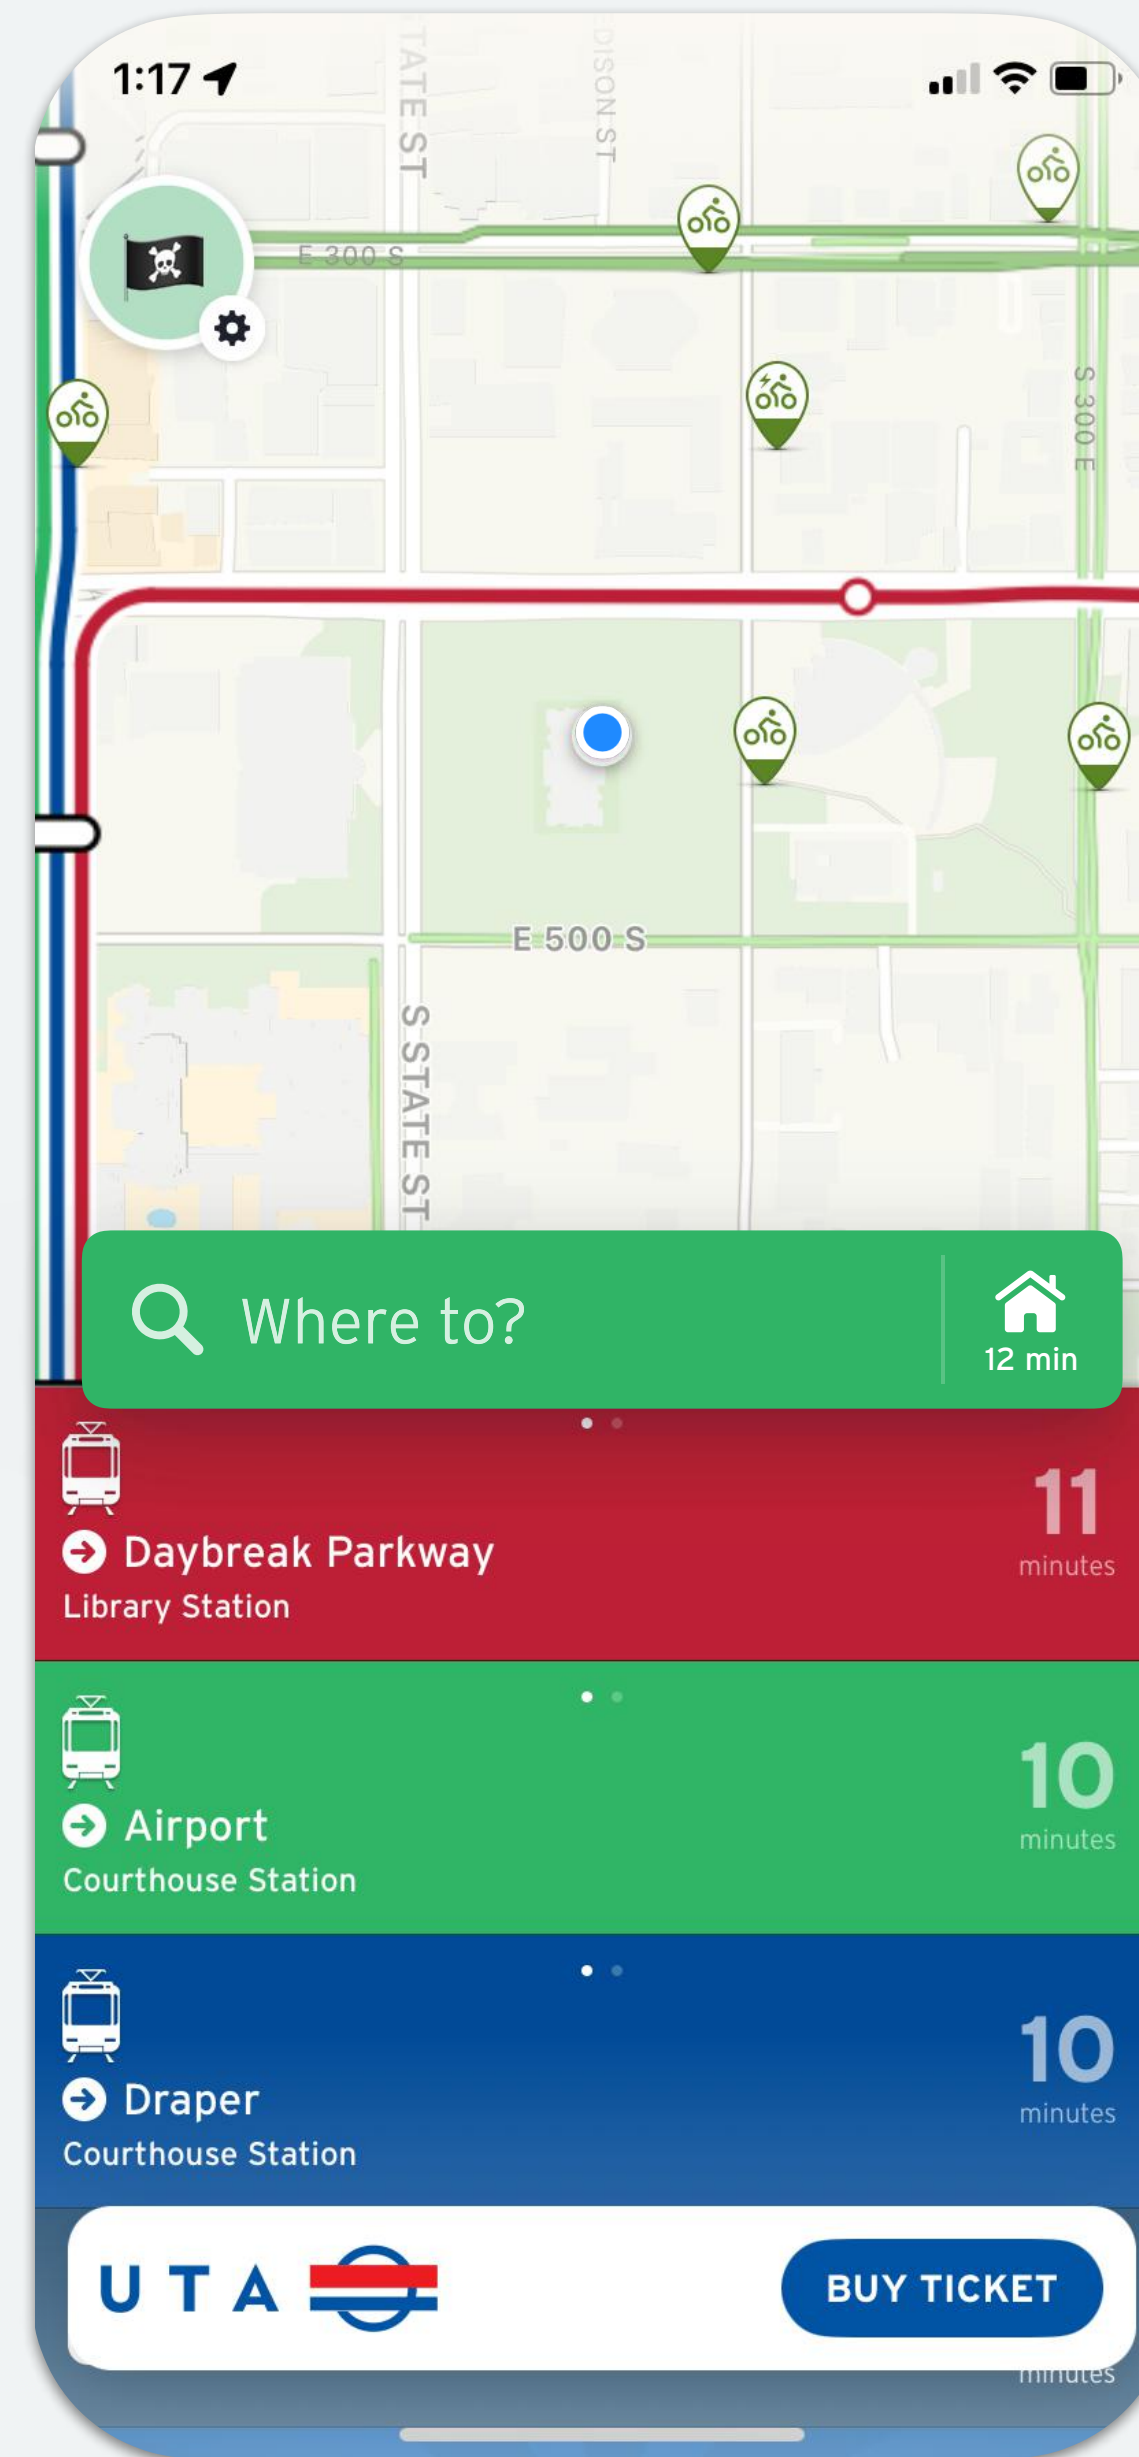 1:17
TATE ST
DISON ST
E 300 S
S 300 E
E 500 S
S STATE ST
Where to?
12 min
Daybreak Parkway
Library Station
11
minutes
Airport
Courthouse Station
10
minutes
Draper
Courthouse Station
10
minutes
UTA
BUY TICKET
minutes